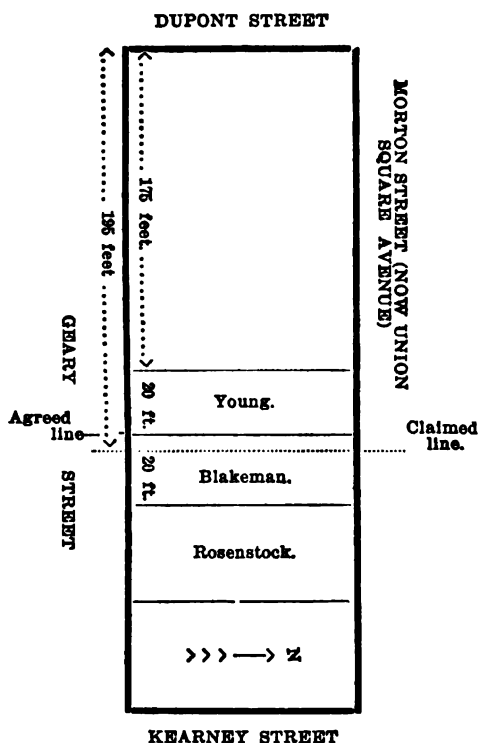 DUPONT STREET
MORTON STREET (NOW UNION
SQUARE AVENUE)
175 feet
195 feet
GEARY
STREET
20 ft.
Young.
Agreed
line
Claimed
line.
20 ft.
Blakeman.
Rosenstock.
N
KEARNEY STREET